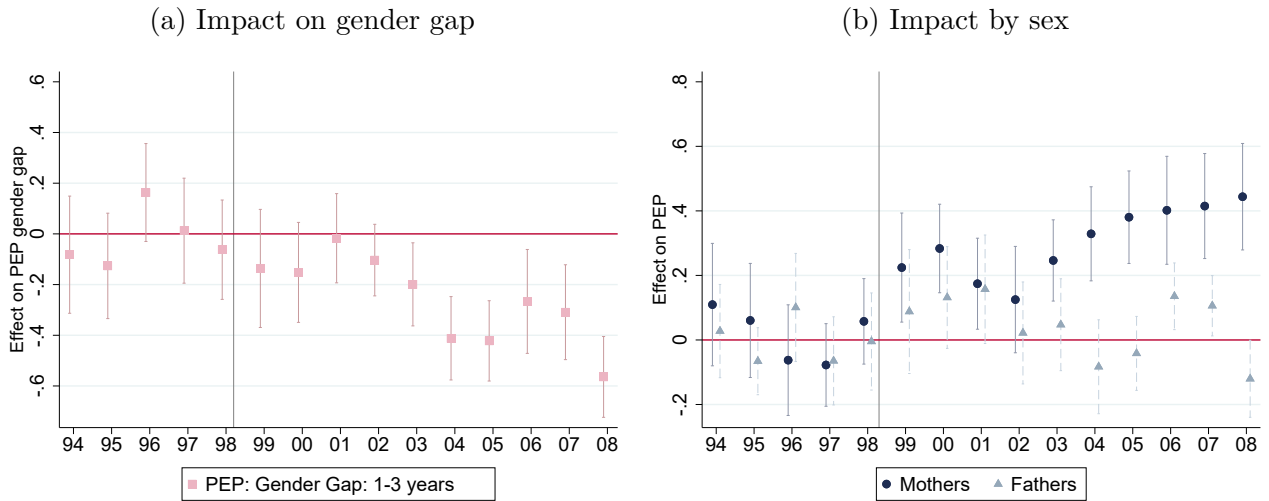 (a) Impact on gender gap
Effect on PEP gender gap
.6
.4
.2
0
-.2
-.4
-.6
94 95 96 97 98 99 00 01 02 03 04 05 06 07 08
PEP: Gender Gap: 1-3 years
(b) Impact by sex
Effect on PEP
.8
.6
.4
.2
0
-.2
94 95 96 97 98 99 00 01 02 03 04 05 06 07 08
Mothers Fathers